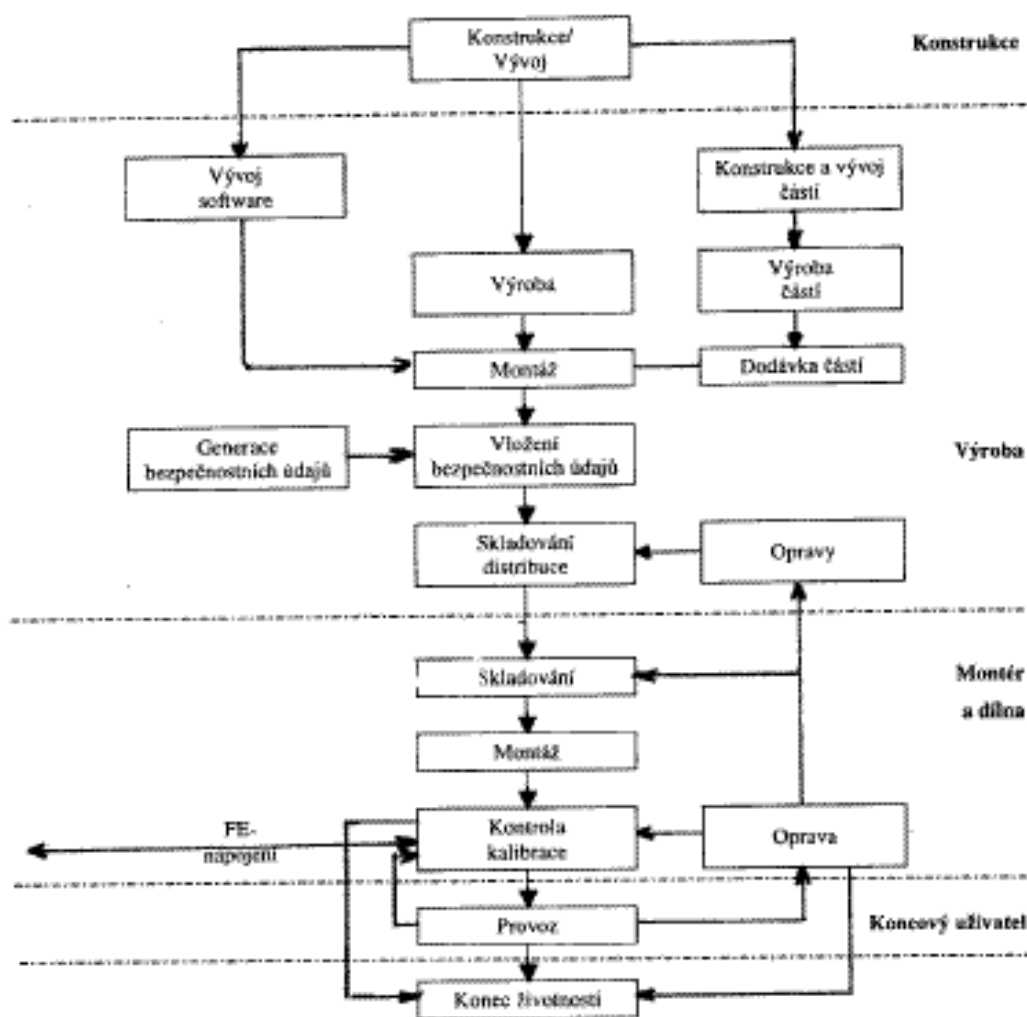 Konstrukce/
Vývoj
Konstrukce
Vývoj
software
Konstrukce a vývoj
částí
Výroba
Výroba
částí
Montáž
Dodávka částí
Generace
bezpečnostních údajů
Vložení
bezpečnostních údajů
Výroba
Skladování
distribuce
Opravy
Skladování
Montér
a dílna
Montáž
FE-
napojení
Kontrola
kalibrace
Oprava
Provoz
Koncový uživatel
Konec životnosti